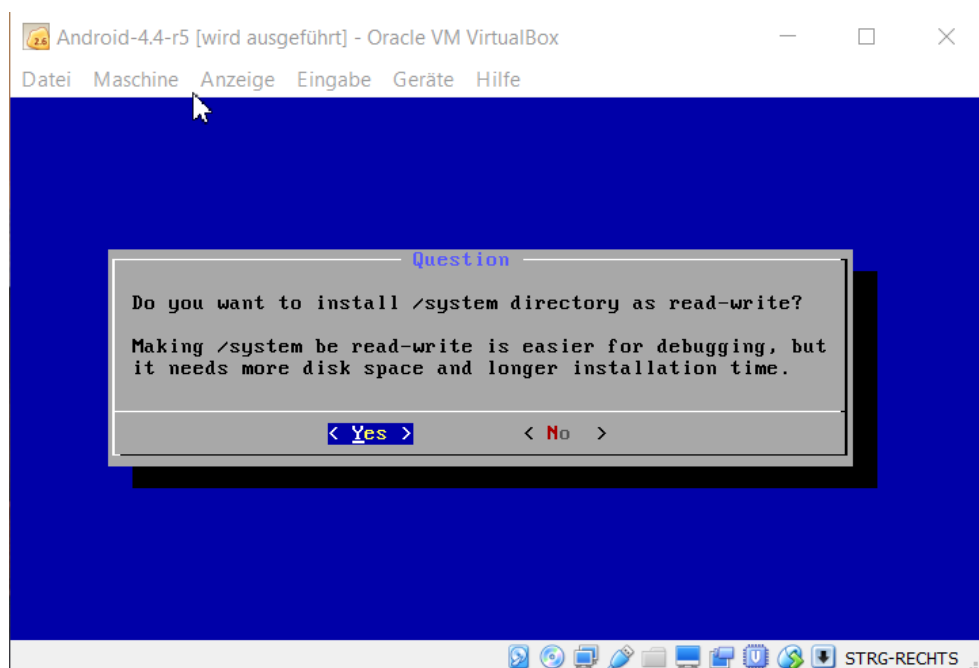 Android-4.4-r5 [wird ausgeführt] - Oracle VM VirtualBox
Datei Maschine Anzeige Eingabe Geräte Hilfe
Question
Do you want to install /system directory as read-write?
Making /system be read-write is easier for debugging, but
it needs more disk space and longer installation time.
< Yes > < No >
STRG-RECHTS